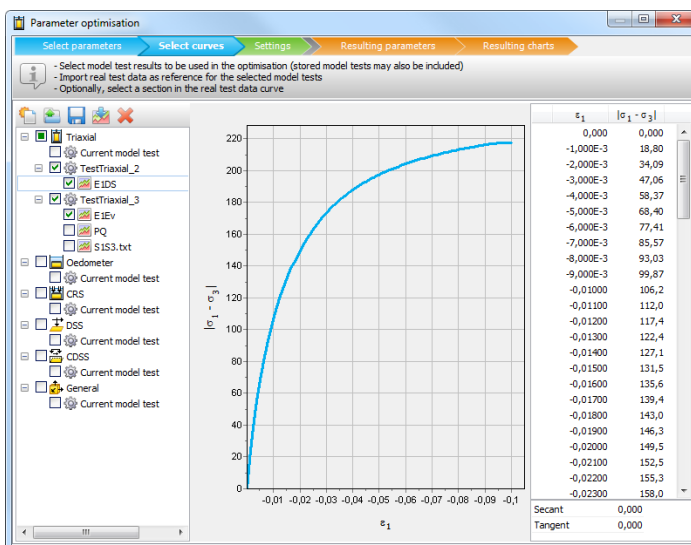 Parameter optimisation
Select parameters
Select curves
Settings
Resulting parameters
Resulting charts
- Select model test results to be used in the optimisation (stored model tests may also be included)
- Import real test data as reference for the selected model tests
- Optionally, select a section in the real test data curve
Triaxial
Current model test
TestTriaxial_2
E1DS
TestTriaxial_3
E1Ev
PQ
S1S3.txt
Oedometer
Current model test
CRS
Current model test
DSS
Current model test
CDSS
Current model test
General
Current model test
|σ1 - σ3|
220
200
180
160
140
120
100
80
60
40
20
0
-0,01 -0,02 -0,03 -0,04 -0,05 -0,06 -0,07 -0,08 -0,09 -0,1
ε1
ε1 |σ1 - σ3|
0,000 0,000
-1,000E-3 18,80
-2,000E-3 34,09
-3,000E-3 47,06
-4,000E-3 58,37
-5,000E-3 68,40
-6,000E-3 77,41
-7,000E-3 85,57
-8,000E-3 93,03
-9,000E-3 99,87
-0,01000 106,2
-0,01100 112,0
-0,01200 117,4
-0,01300 122,4
-0,01400 127,1
-0,01500 131,5
-0,01600 135,6
-0,01700 139,4
-0,01800 143,0
-0,01900 146,3
-0,02000 149,5
-0,02100 152,5
-0,02200 155,3
-0,02300 158,0
Secant 0,000
Tangent 0,000